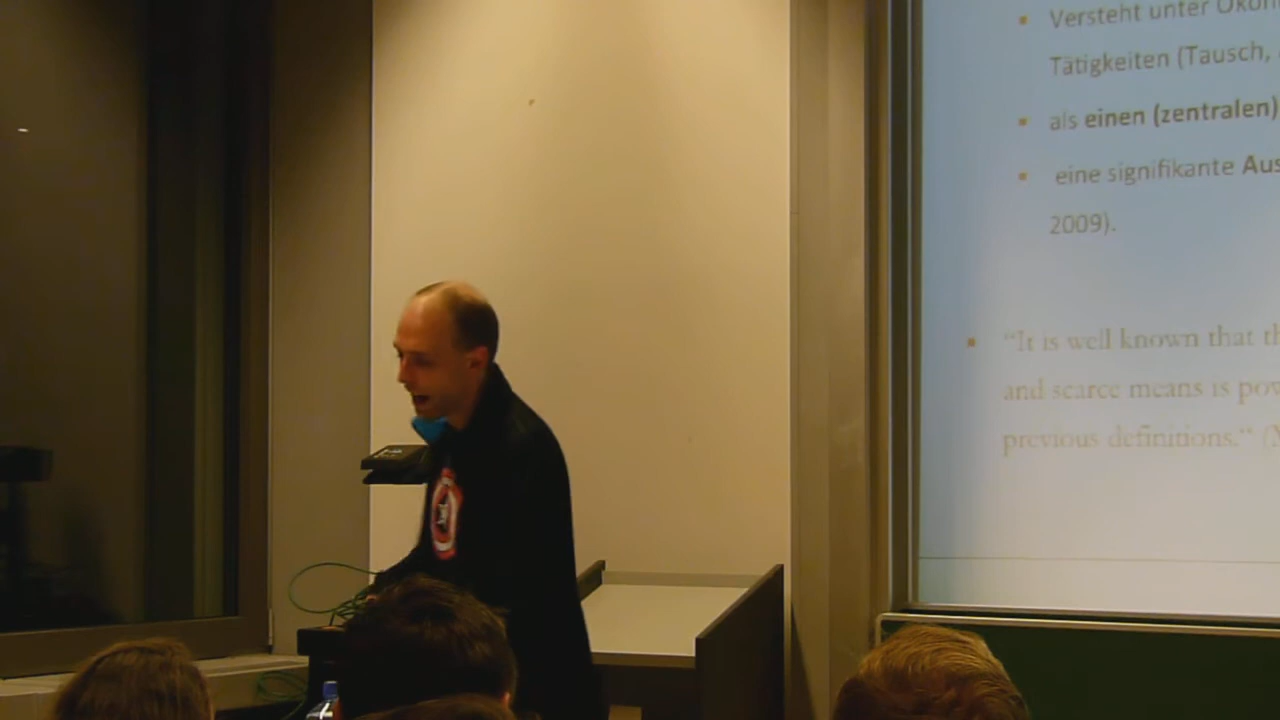 Versteht unter Ökon
Tätigkeiten (Tausch,
als einen (zentralen)
eine signifikante Aus
2009).
“It is well known that th
and scarce means is pow
previous definitions.“ (